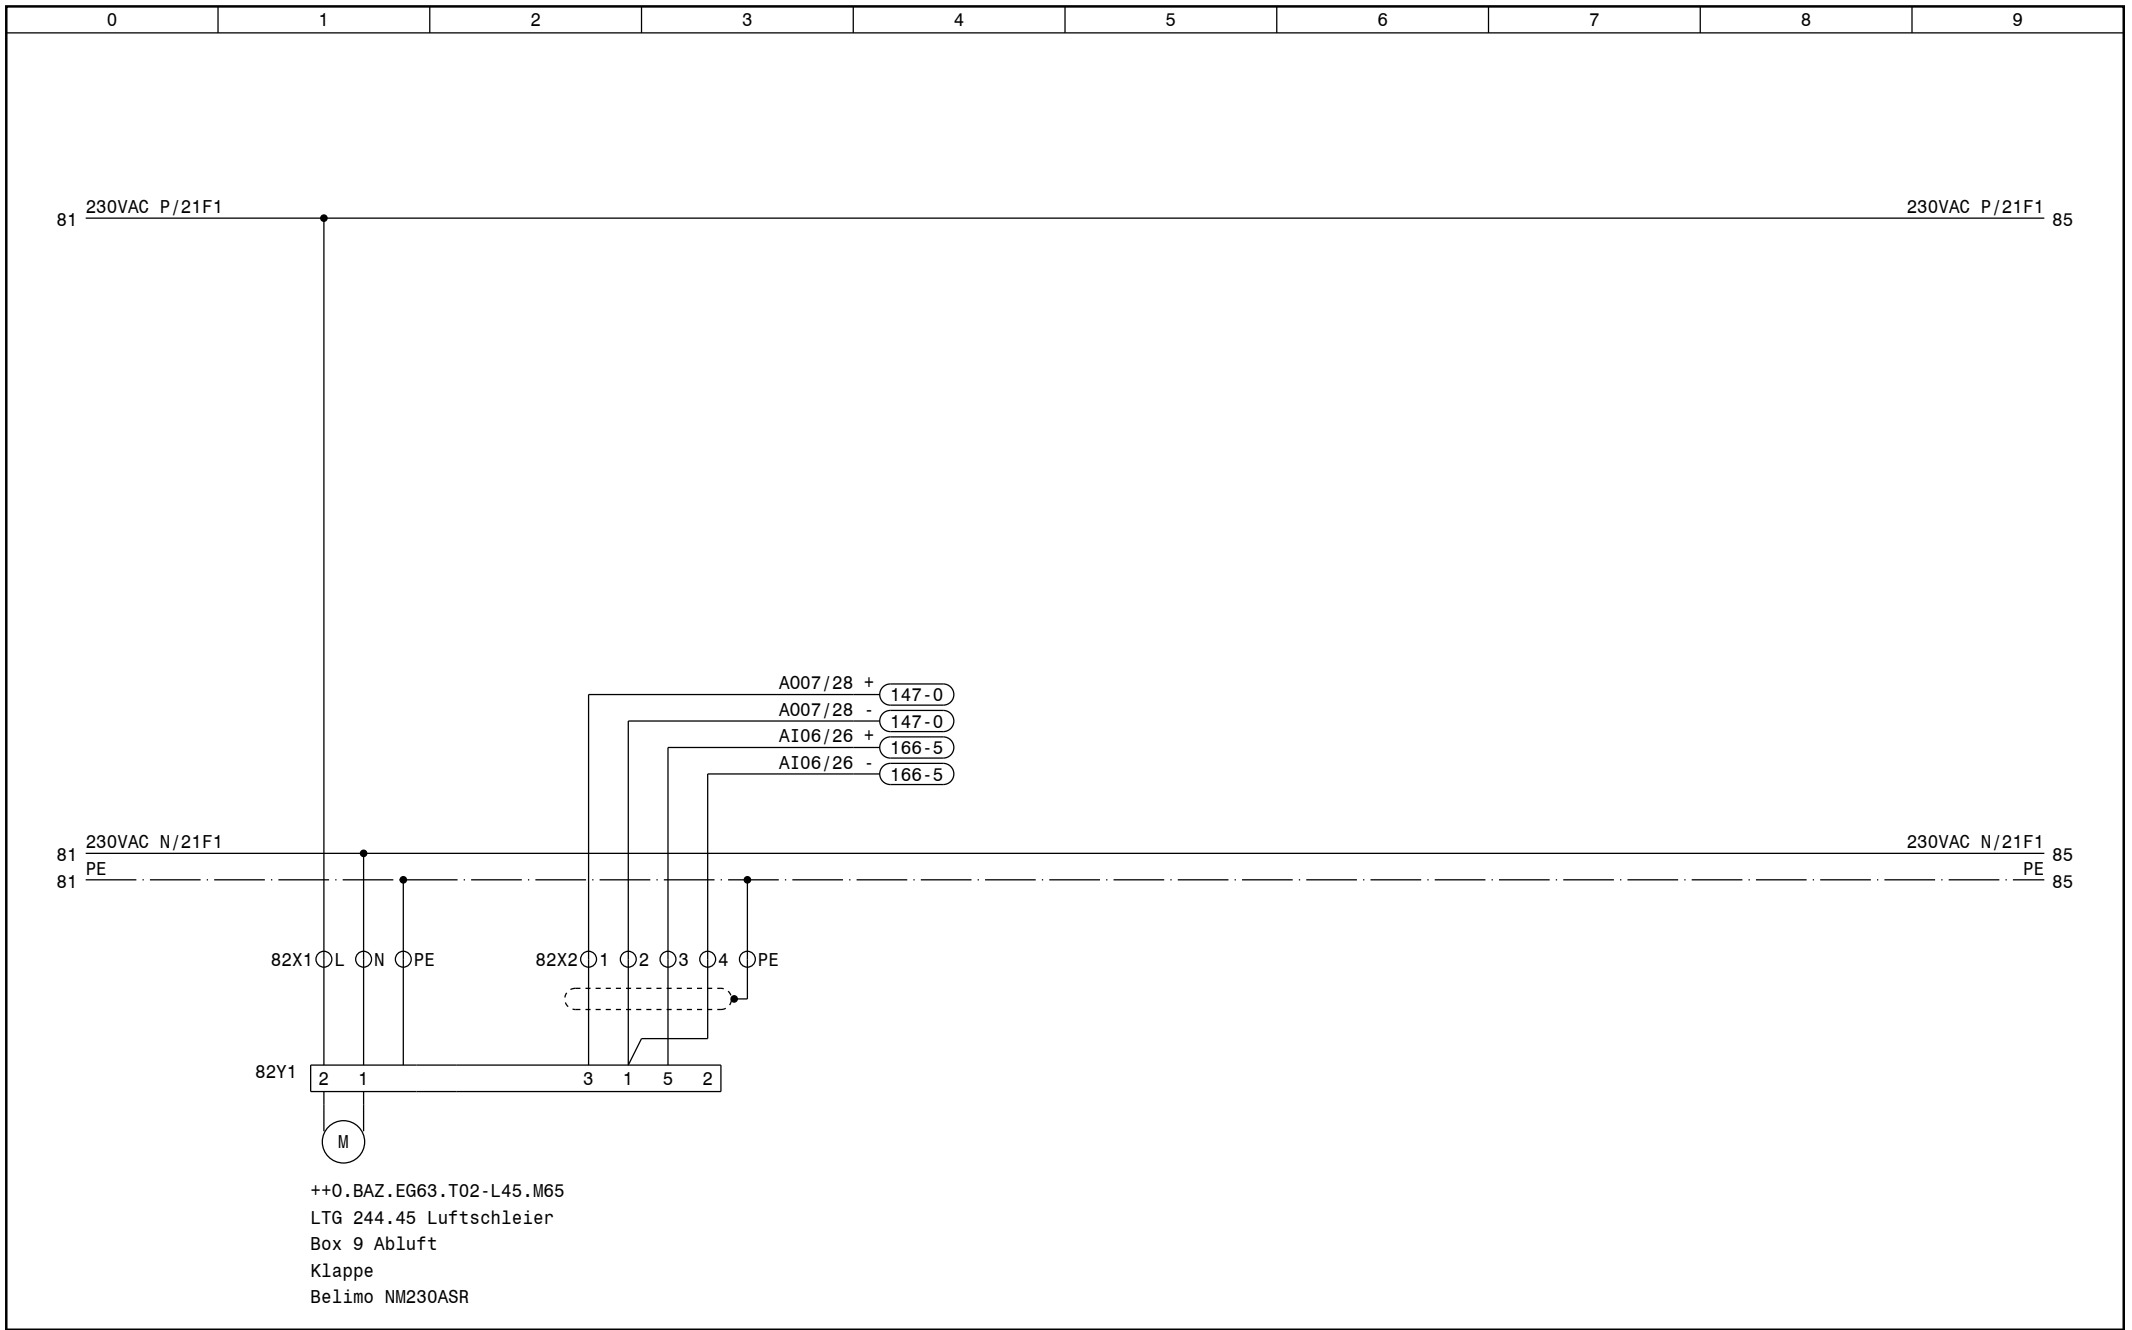 0 1 2 3 4 5 6 7 8 9
230VAC P/21F1 230VAC P/21F1
81 85
AO07/28 +
147-0
AO07/28 -
147-0
AI06/26 +
166-5
AI06/26 -
166-5
230VAC N/21F1 230VAC N/21F1
81 85
PE PE
81 85
82X1 L N PE 82X2 1 2 3 4 PE
82Y1 2 1 3 1 5 2
M
++O.BAZ.EG63.T02-L45.M65
LTG 244.45 Luftschleier
Box 9 Abluft
Klappe
Belimo NM230ASR